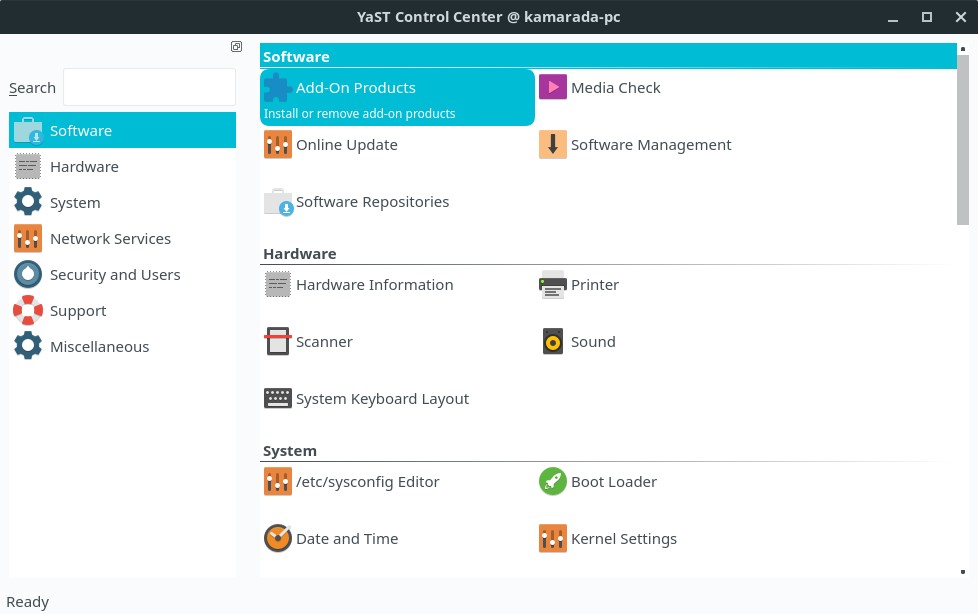 YaST Control Center @ kamarada-pc
Search
Software
Hardware
System
Network Services
Security and Users
Support
Miscellaneous
Software
Add-On Products
Install or remove add-on products
Media Check
Online Update
Software Management
Software Repositories
Hardware
Hardware Information
Printer
Scanner
Sound
System Keyboard Layout
System
/etc/sysconfig Editor
Boot Loader
Date and Time
Kernel Settings
Ready